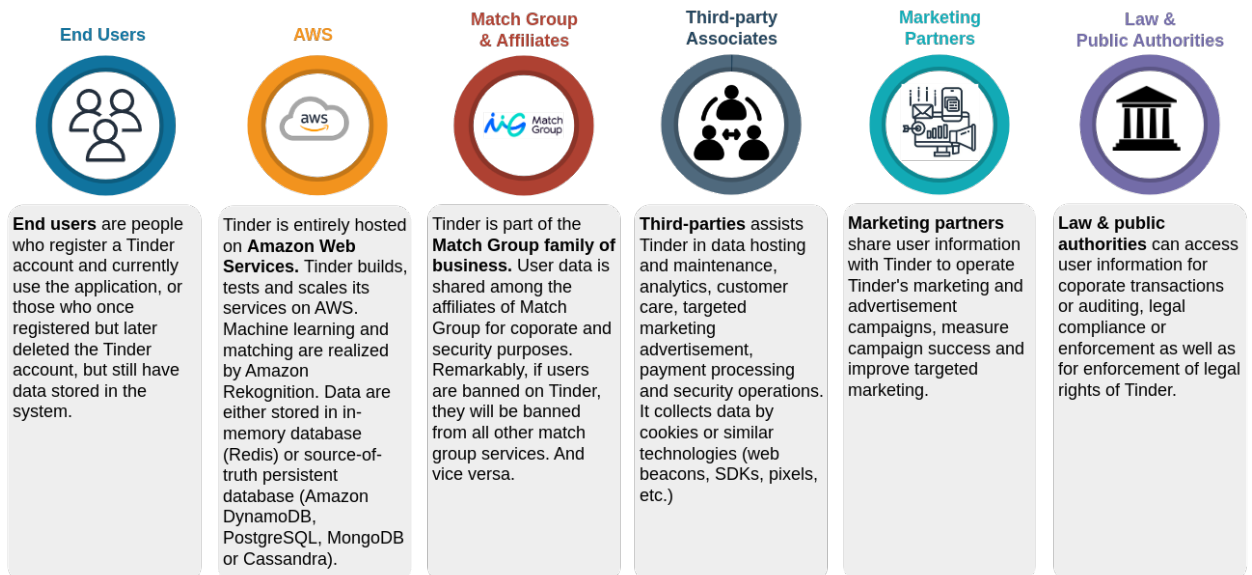 End Users
AWS
Match Group
& Affiliates
Third-party
Associates
Marketing
Partners
Law &
Public Authorities
aws
Match
Group
End users are people
who register a Tinder
account and currently
use the application, or
those who once
registered but later
deleted the Tinder
account, but still have
data stored in the
system.
Tinder is entirely hosted
on Amazon Web
Services. Tinder builds,
tests and scales its
services on AWS.
Machine learning and
matching are realized
by Amazon
Rekognition. Data are
either stored in in-
memory database
(Redis) or source-of-
truth persistent
database (Amazon
DynamoDB,
PostgreSQL, MongoDB
or Cassandra).
Tinder is part of the
Match Group family of
business. User data is
shared among the
affiliates of Match
Group for coporate and
security purposes.
Remarkably, if users
are banned on Tinder,
they will be banned
from all other match
group services. And
vice versa.
Third-parties assists
Tinder in data hosting
and maintenance,
analytics, customer
care, targeted
marketing
advertisement,
payment processing
and security operations.
It collects data by
cookies or similar
technologies (web
beacons, SDKs, pixels,
etc.)
Marketing partners
share user information
with Tinder to operate
Tinder's marketing and
advertisement
campaigns, measure
campaign success and
improve targeted
marketing.
Law & public
authorities can access
user information for
coporate transactions
or auditing, legal
compliance or
enforcement as well as
for enforcement of legal
rights of Tinder.